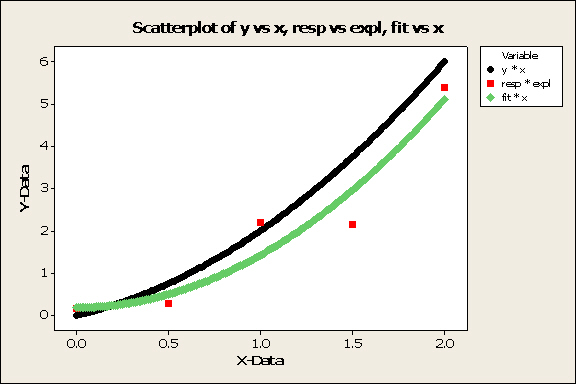 Scatterplot of y vs x, resp vs expl, fit vs x
Variable
y * x
resp * expl
fit * x
6
5
4
3
2
1
0
Y-Data
0.0 0.5 1.0 1.5 2.0
X-Data